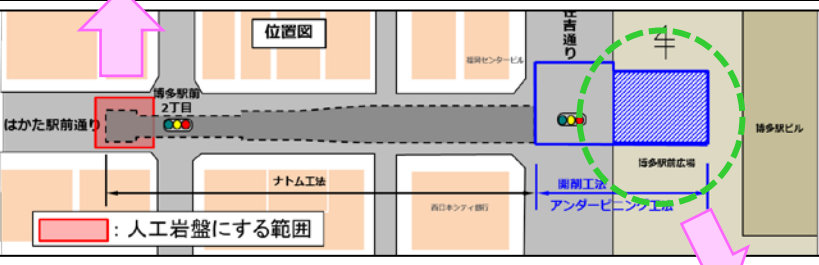 位置図
住吉通り
福岡センタービル
博多駅前
2丁目
はかた駅前通り
博多駅ビル
博多駅前広場
ナトム工法
開削工法
アンダーピニング工法
西日本シティ銀行
：人工岩盤にする範囲